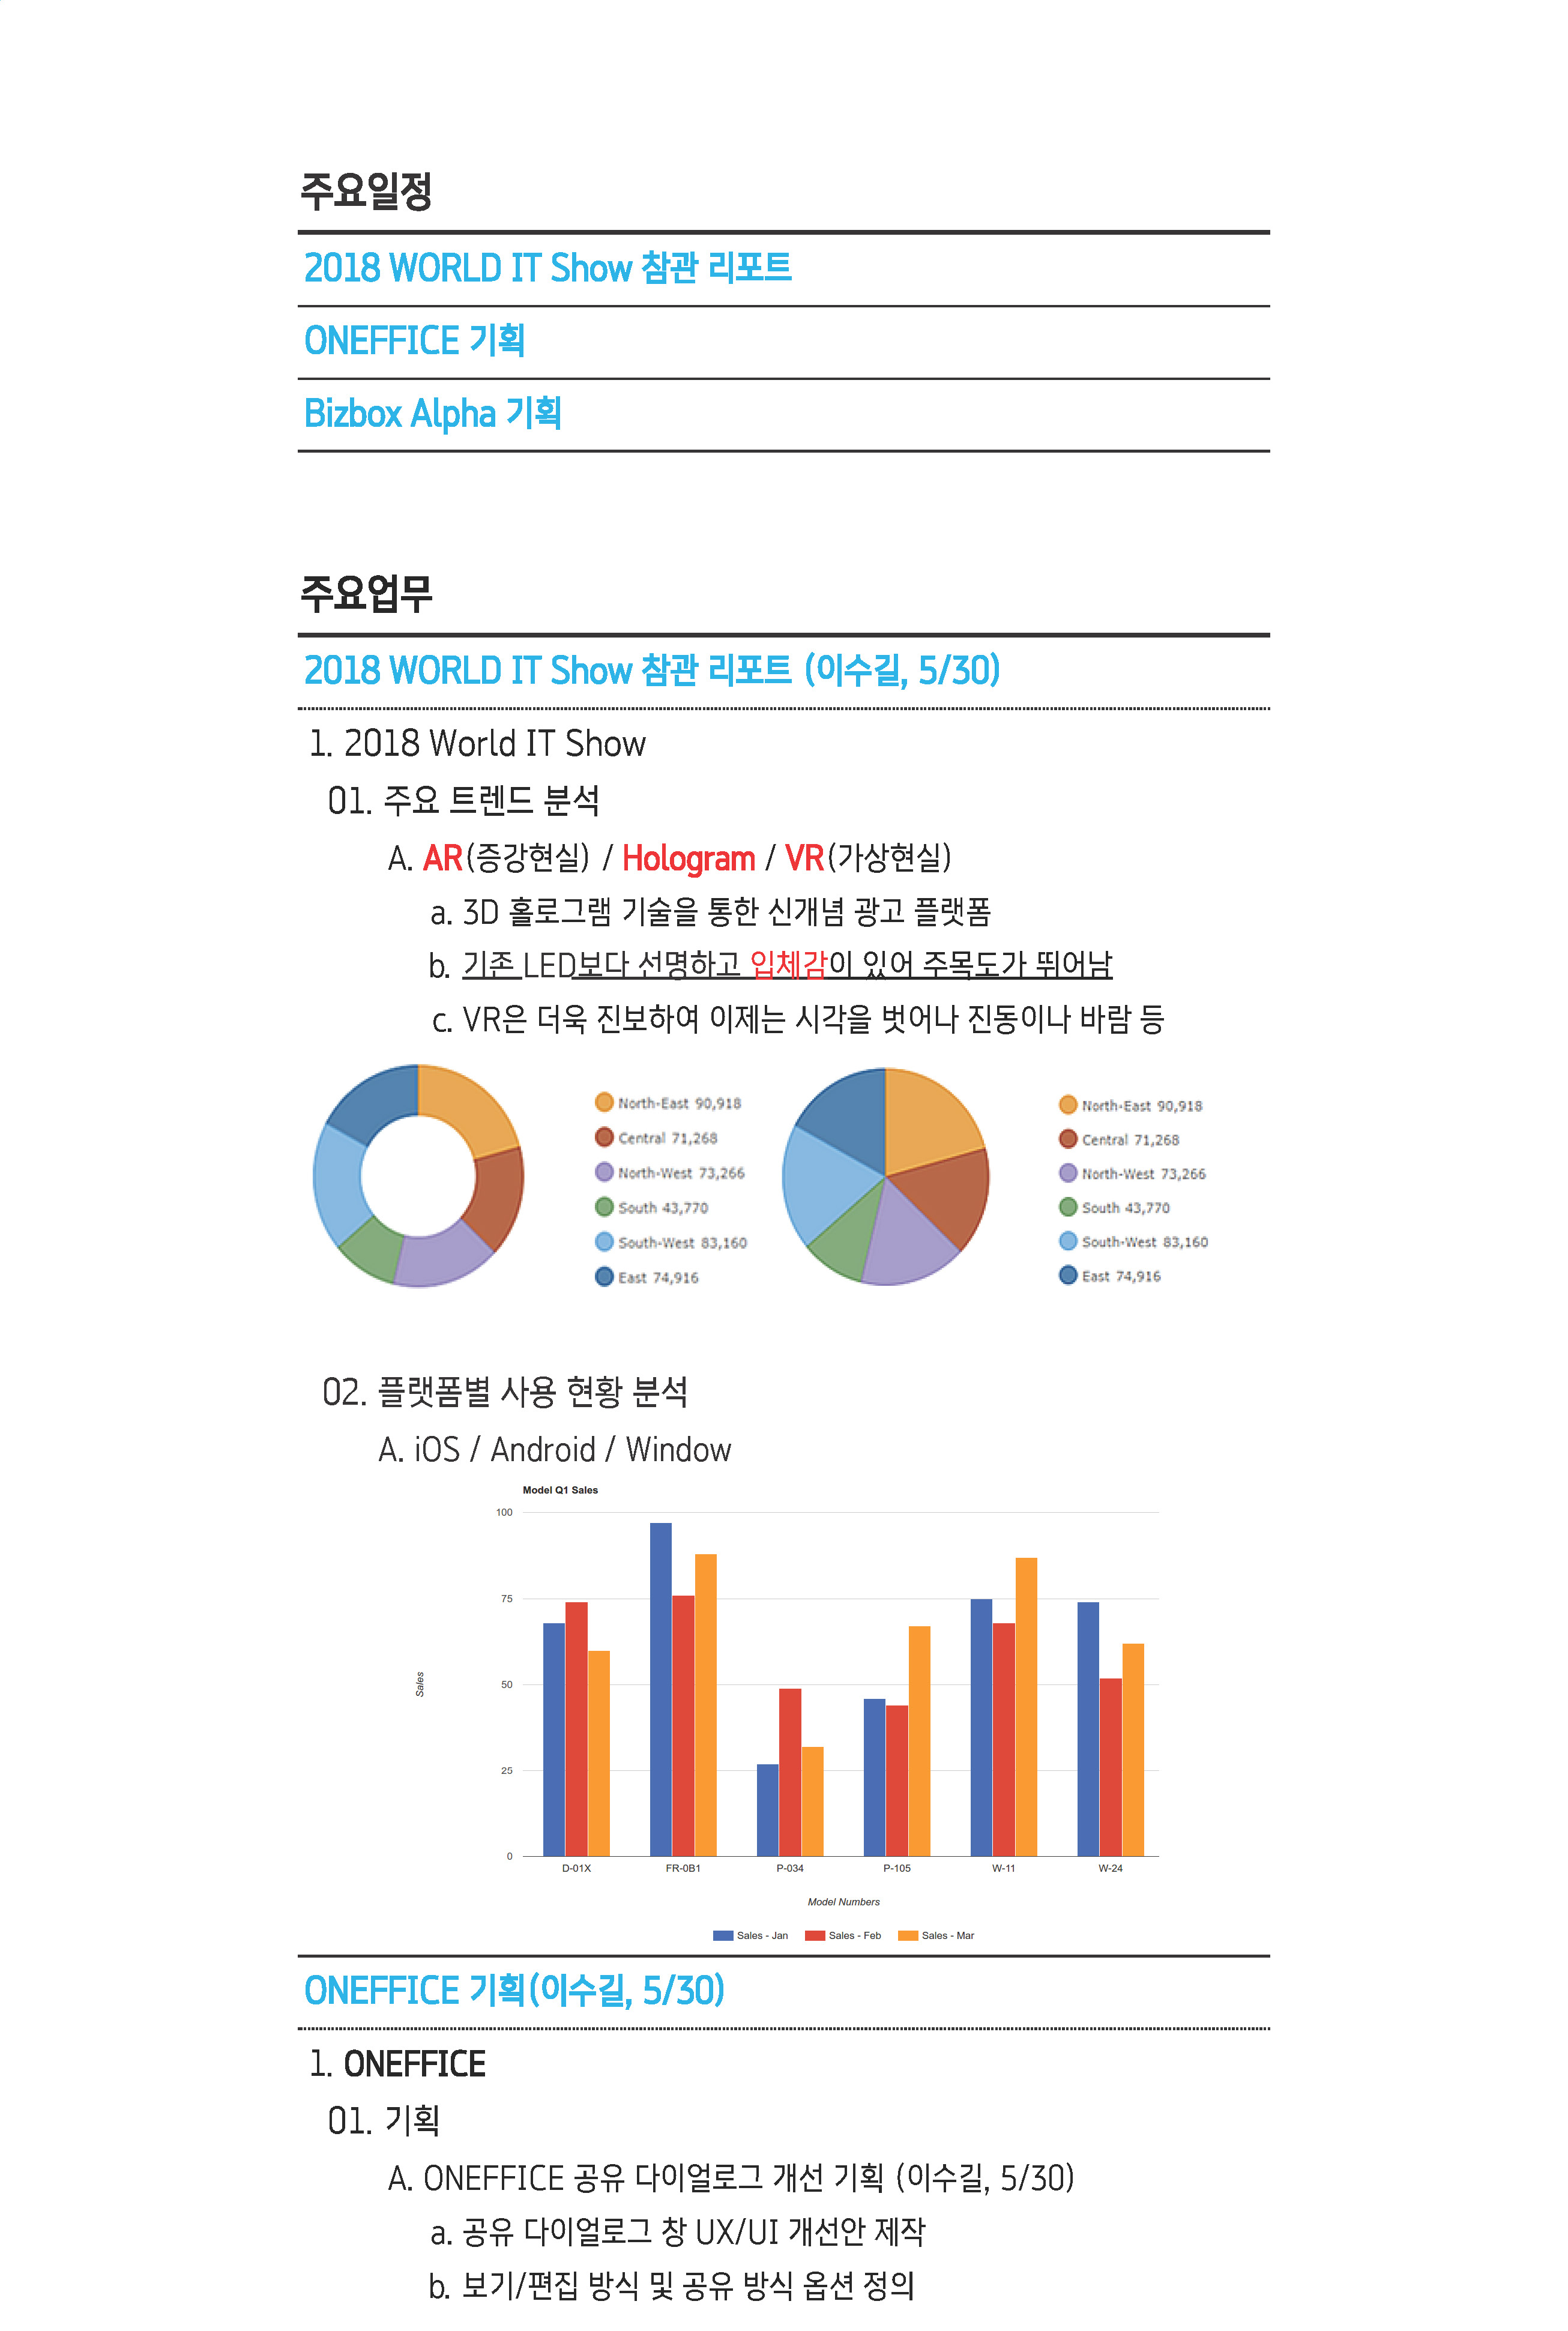 주요일정
2018 WORLD IT Show 참관 리포트
ONEFFICE 기획
Bizbox Alpha 기획
주요업무
2018 WORLD IT Show 참관 리포트 (이수길, 5/30)
1. 2018 World IT Show
01. 주요 트렌드 분석
A. AR(증강현실) / Hologram / VR(가상현실)
a. 3D 홀로그램 기술을 통한 신개념 광고 플랫폼
b. 기존 LED보다 선명하고 입체감이 있어 주목도가 뛰어남
c. VR은 더욱 진보하여 이제는 시각을 벗어나 진동이나 바람 등
North-East 90,918
Central 71,268
North-West 73,266
South 43,770
South-West 83,160
East 74,916
North-East 90,918
Central 71,268
North-West 73,266
South 43,770
South-West 83,160
East 74,916
02. 플랫폼별 사용 현황 분석
A. iOS / Android / Window
Model Q1 Sales
100
75
50
25
0
Sales
D-01X FR-0B1 P-034 P-105 W-11 W-24
Model Numbers
Sales - Jan Sales - Feb Sales - Mar
ONEFFICE 기획(이수길, 5/30)
1. ONEFFICE
01. 기획
A. ONEFFICE 공유 다이얼로그 개선 기획 (이수길, 5/30)
a. 공유 다이얼로그 창 UX/UI 개선안 제작
b. 보기/편집 방식 및 공유 방식 옵션 정의